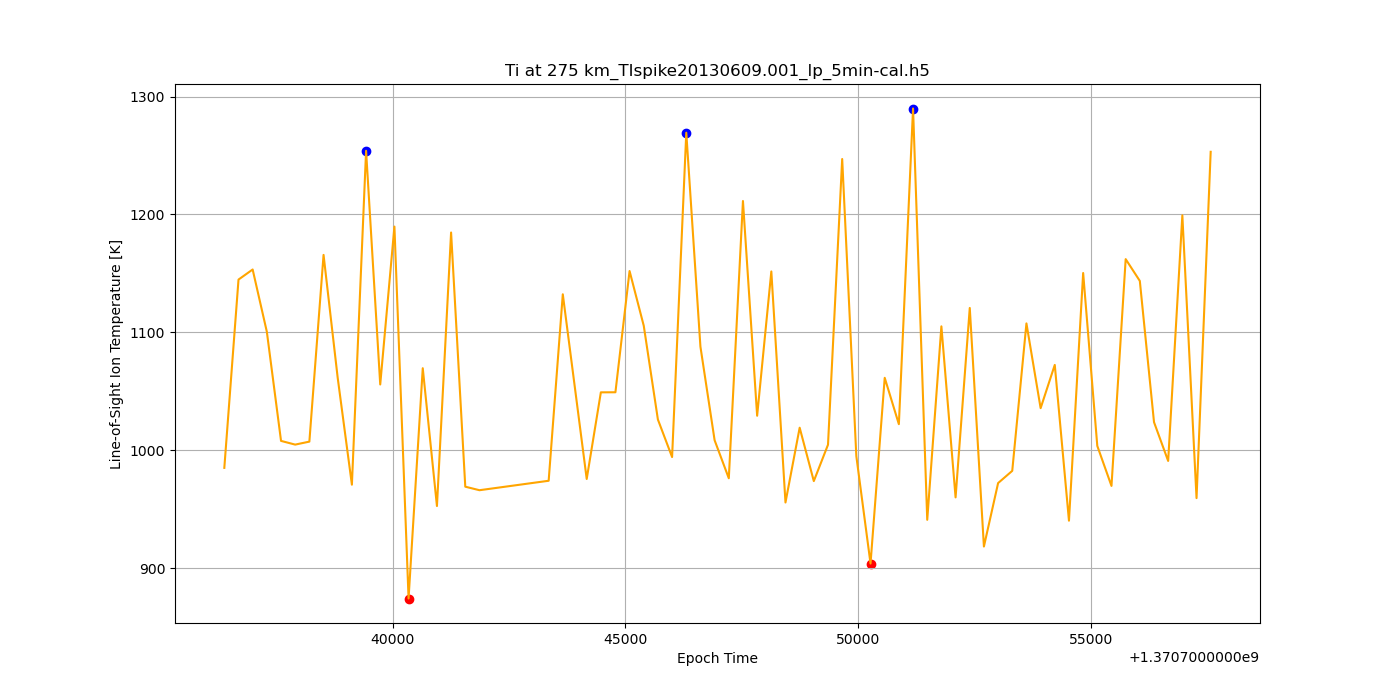 Ti at 275 km_TIspike20130609.001_lp_5min-cal.h5
Line-of-Sight Ion Temperature [K]
1300
1200
1100
1000
900
40000 45000 50000 55000
Epoch Time
+1.3707000000e9